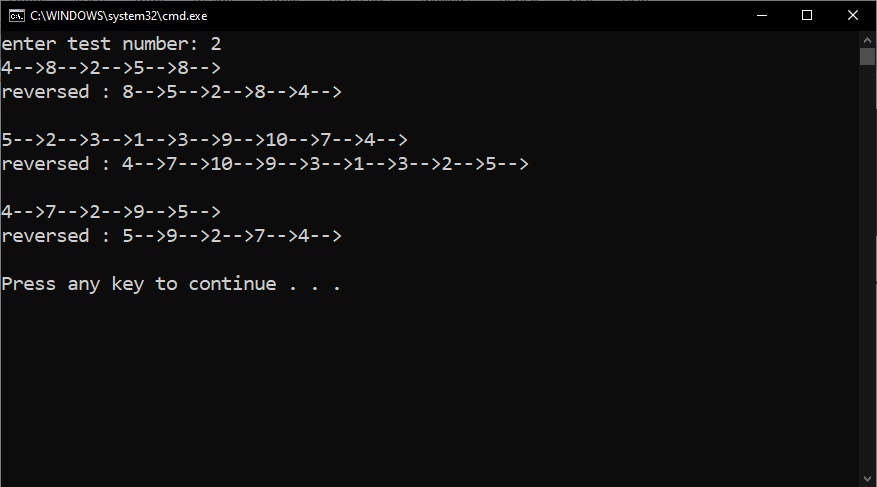 C:\WINDOWS\system32\cmd.exe
enter test number: 2
4-->8-->2-->5-->8-->
reversed : 8-->5-->2-->8-->4-->
5-->2-->3-->1-->3-->9-->10-->7-->4-->
reversed : 4-->7-->10-->9-->3-->1-->3-->2-->5-->
4-->7-->2-->9-->5-->
reversed : 5-->9-->2-->7-->4-->
Press any key to continue . . .